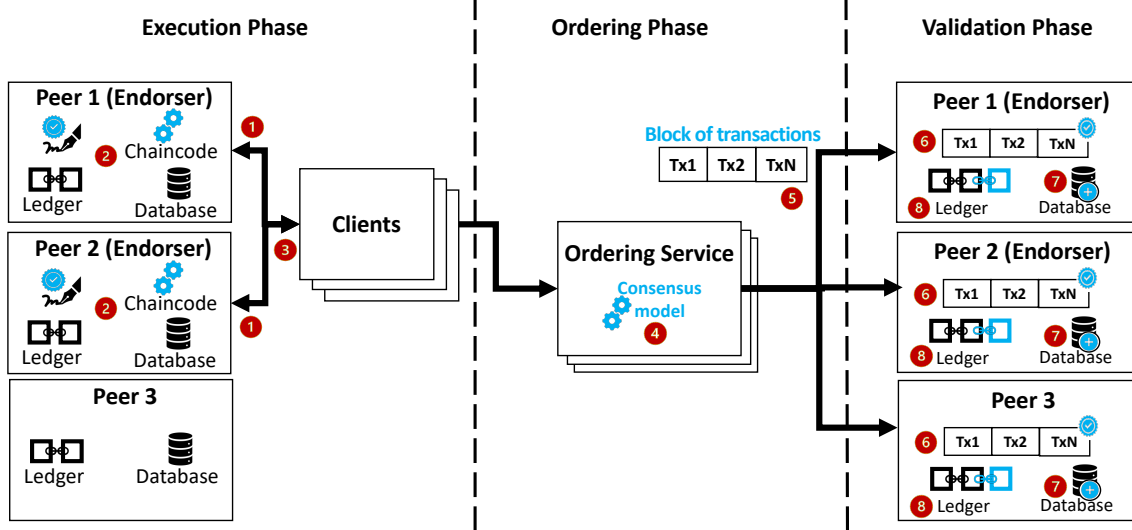 Execution Phase
Ordering Phase
Validation Phase
Peer 1 (Endorser)
1
2
Chaincode
Ledger
Database
Peer 2 (Endorser)
2
Chaincode
1
Ledger
Database
Peer 3
Ledger
Database
3
Clients
Block of transactions
Tx1 Tx2 TxN
5
Ordering Service
Consensus
model
4
Peer 1 (Endorser)
6 Tx1 Tx2 TxN
7
8 Ledger
Database
Peer 2 (Endorser)
6 Tx1 Tx2 TxN
7
8 Ledger
Database
Peer 3
6 Tx1 Tx2 TxN
7
8 Ledger
Database